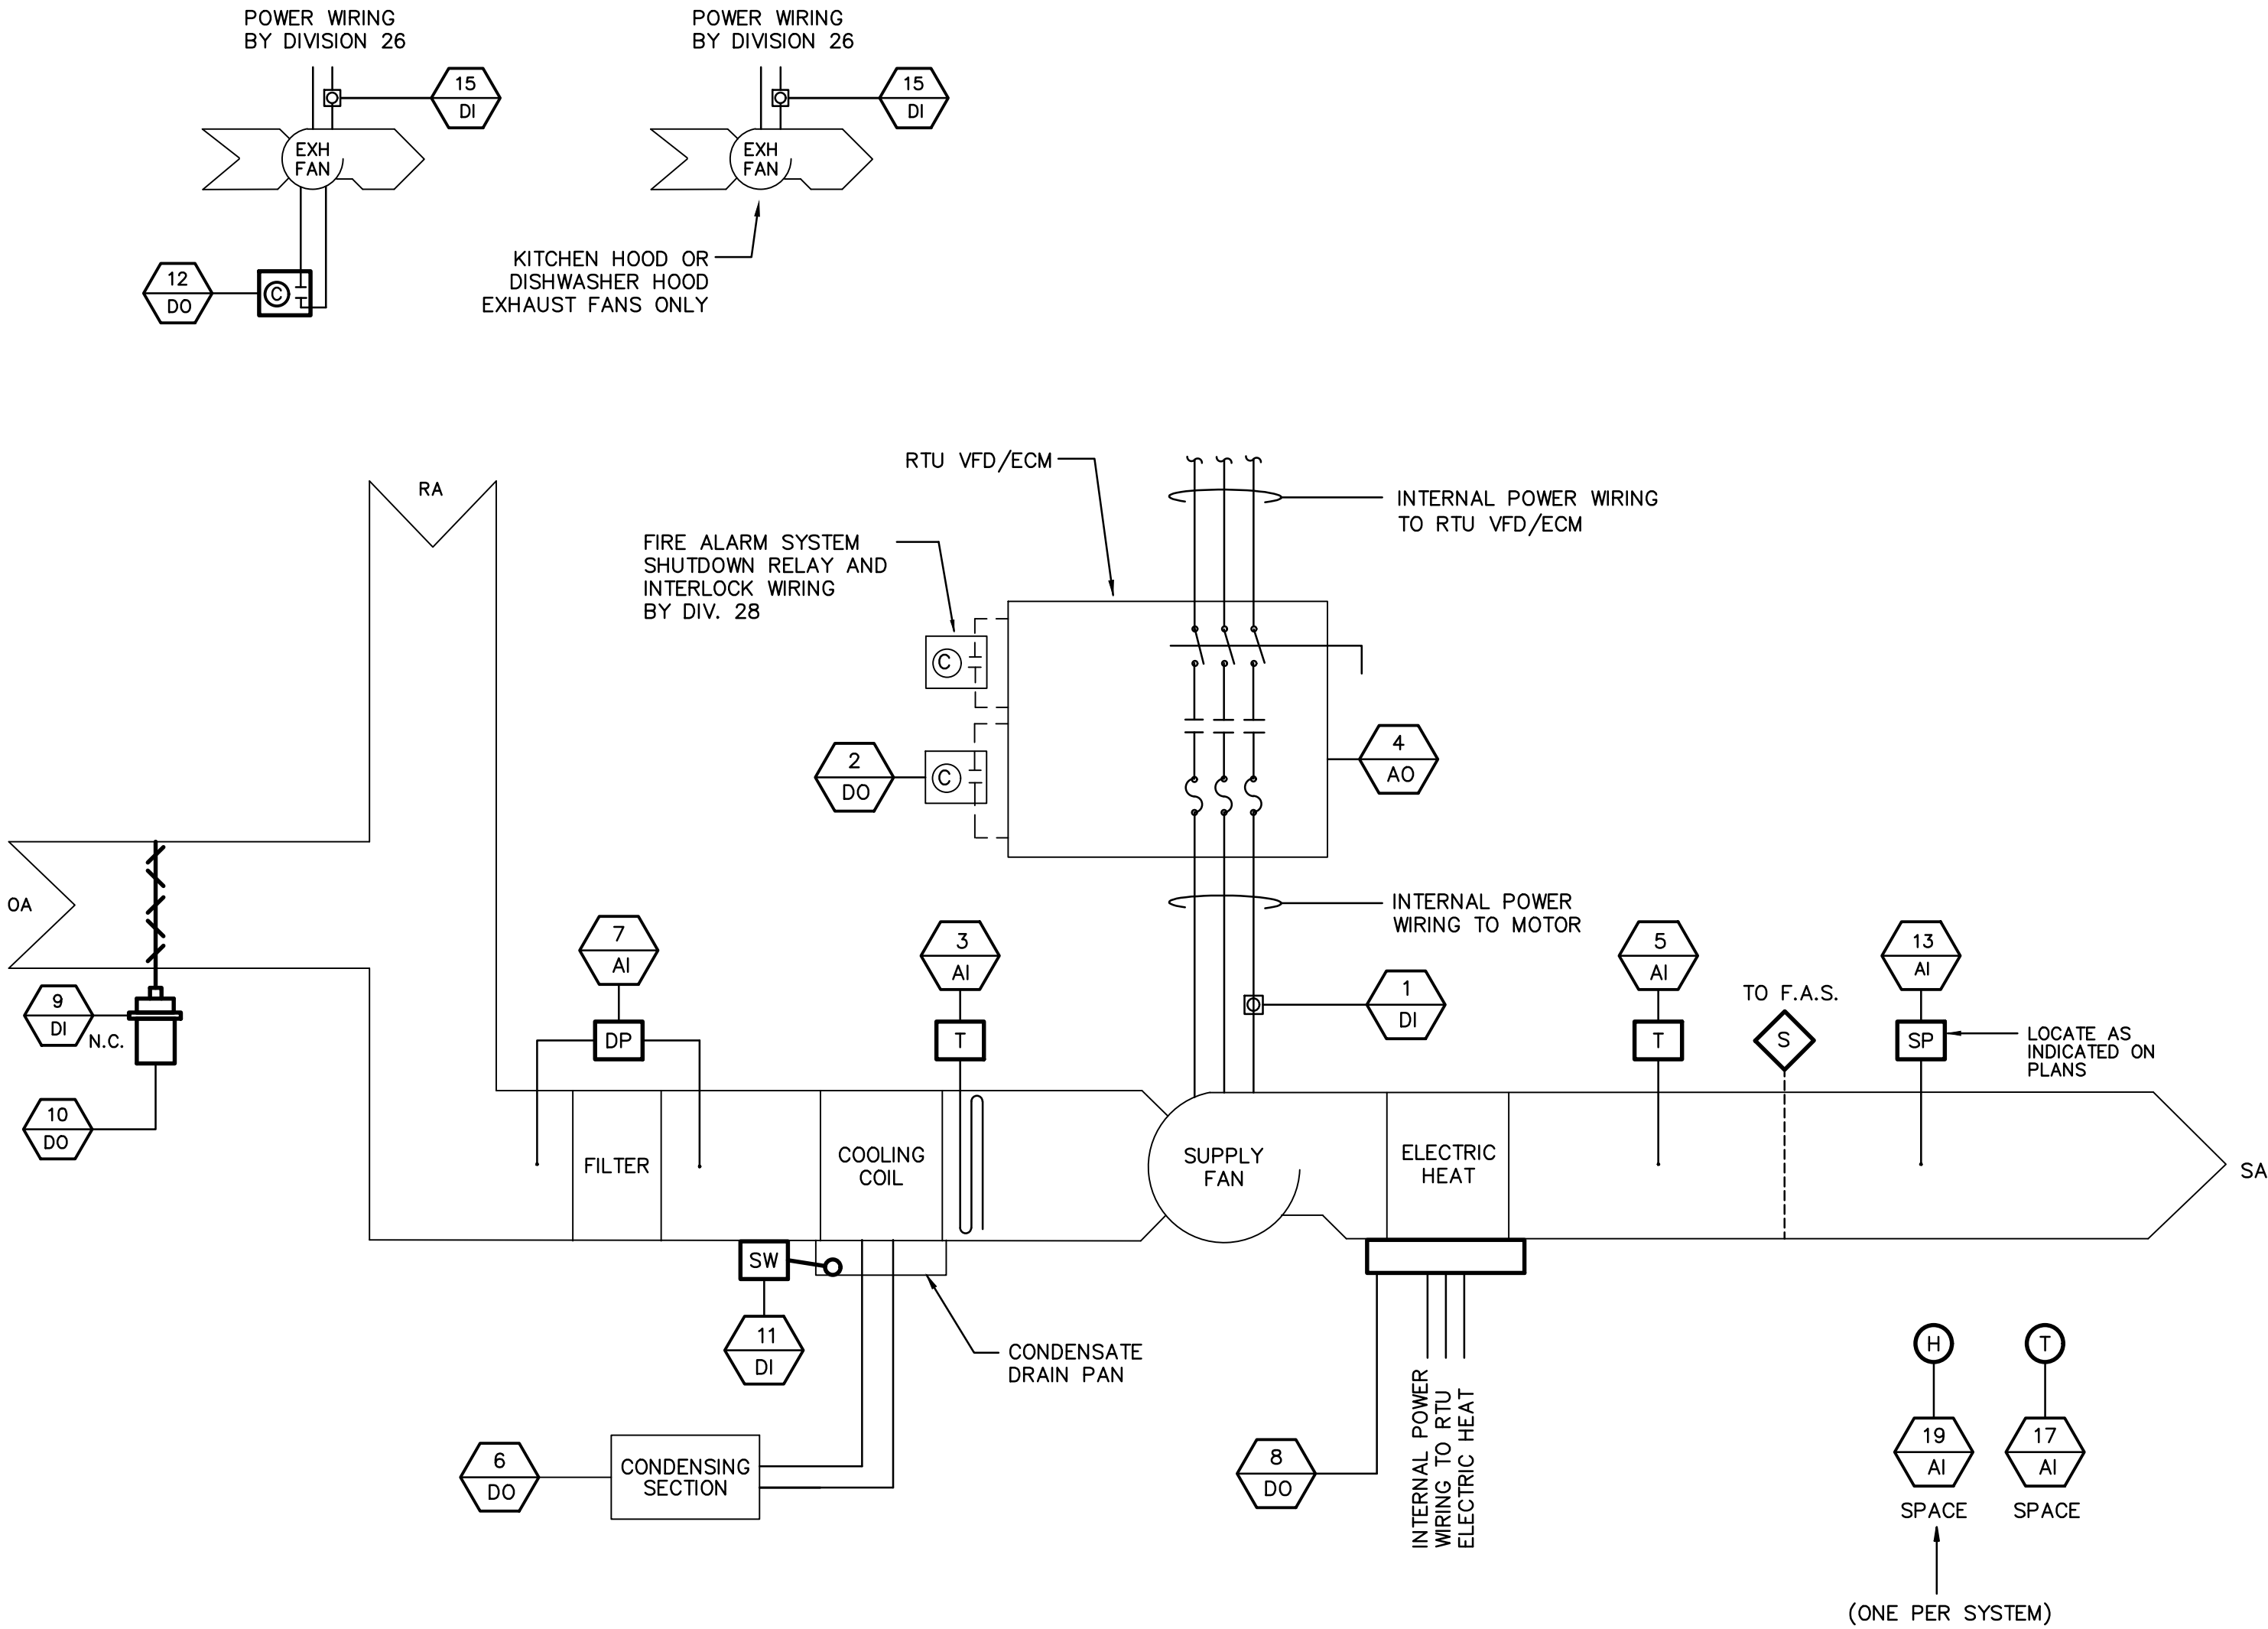 POWER WIRING
BY DIVISION 26
15
DI
EXH
FAN
12
DO
C
POWER WIRING
BY DIVISION 26
15
DI
EXH
FAN
KITCHEN HOOD OR
DISHWASHER HOOD
EXHAUST FANS ONLY
RTU VFD/ECM
INTERNAL POWER WIRING
TO RTU VFD/ECM
RA
FIRE ALARM SYSTEM
SHUTDOWN RELAY AND
INTERLOCK WIRING
BY DIV. 28
C
2
DO
C
4
AO
OA
INTERNAL POWER
WIRING TO MOTOR
7
AI
3
AI
1
DI
5
AI
13
AI
TO F.A.S.
9
DI
N.C.
DP
T
T
S
SP
LOCATE AS
INDICATED ON
PLANS
10
DO
FILTER
COOLING
COIL
SUPPLY
FAN
ELECTRIC
HEAT
SA
SW
11
DI
CONDENSATE
DRAIN PAN
6
DO
CONDENSING
SECTION
8
DO
INTERNAL POWER
WIRING TO RTU
ELECTRIC HEAT
H
T
19
AI
17
AI
SPACE
SPACE
(ONE PER SYSTEM)